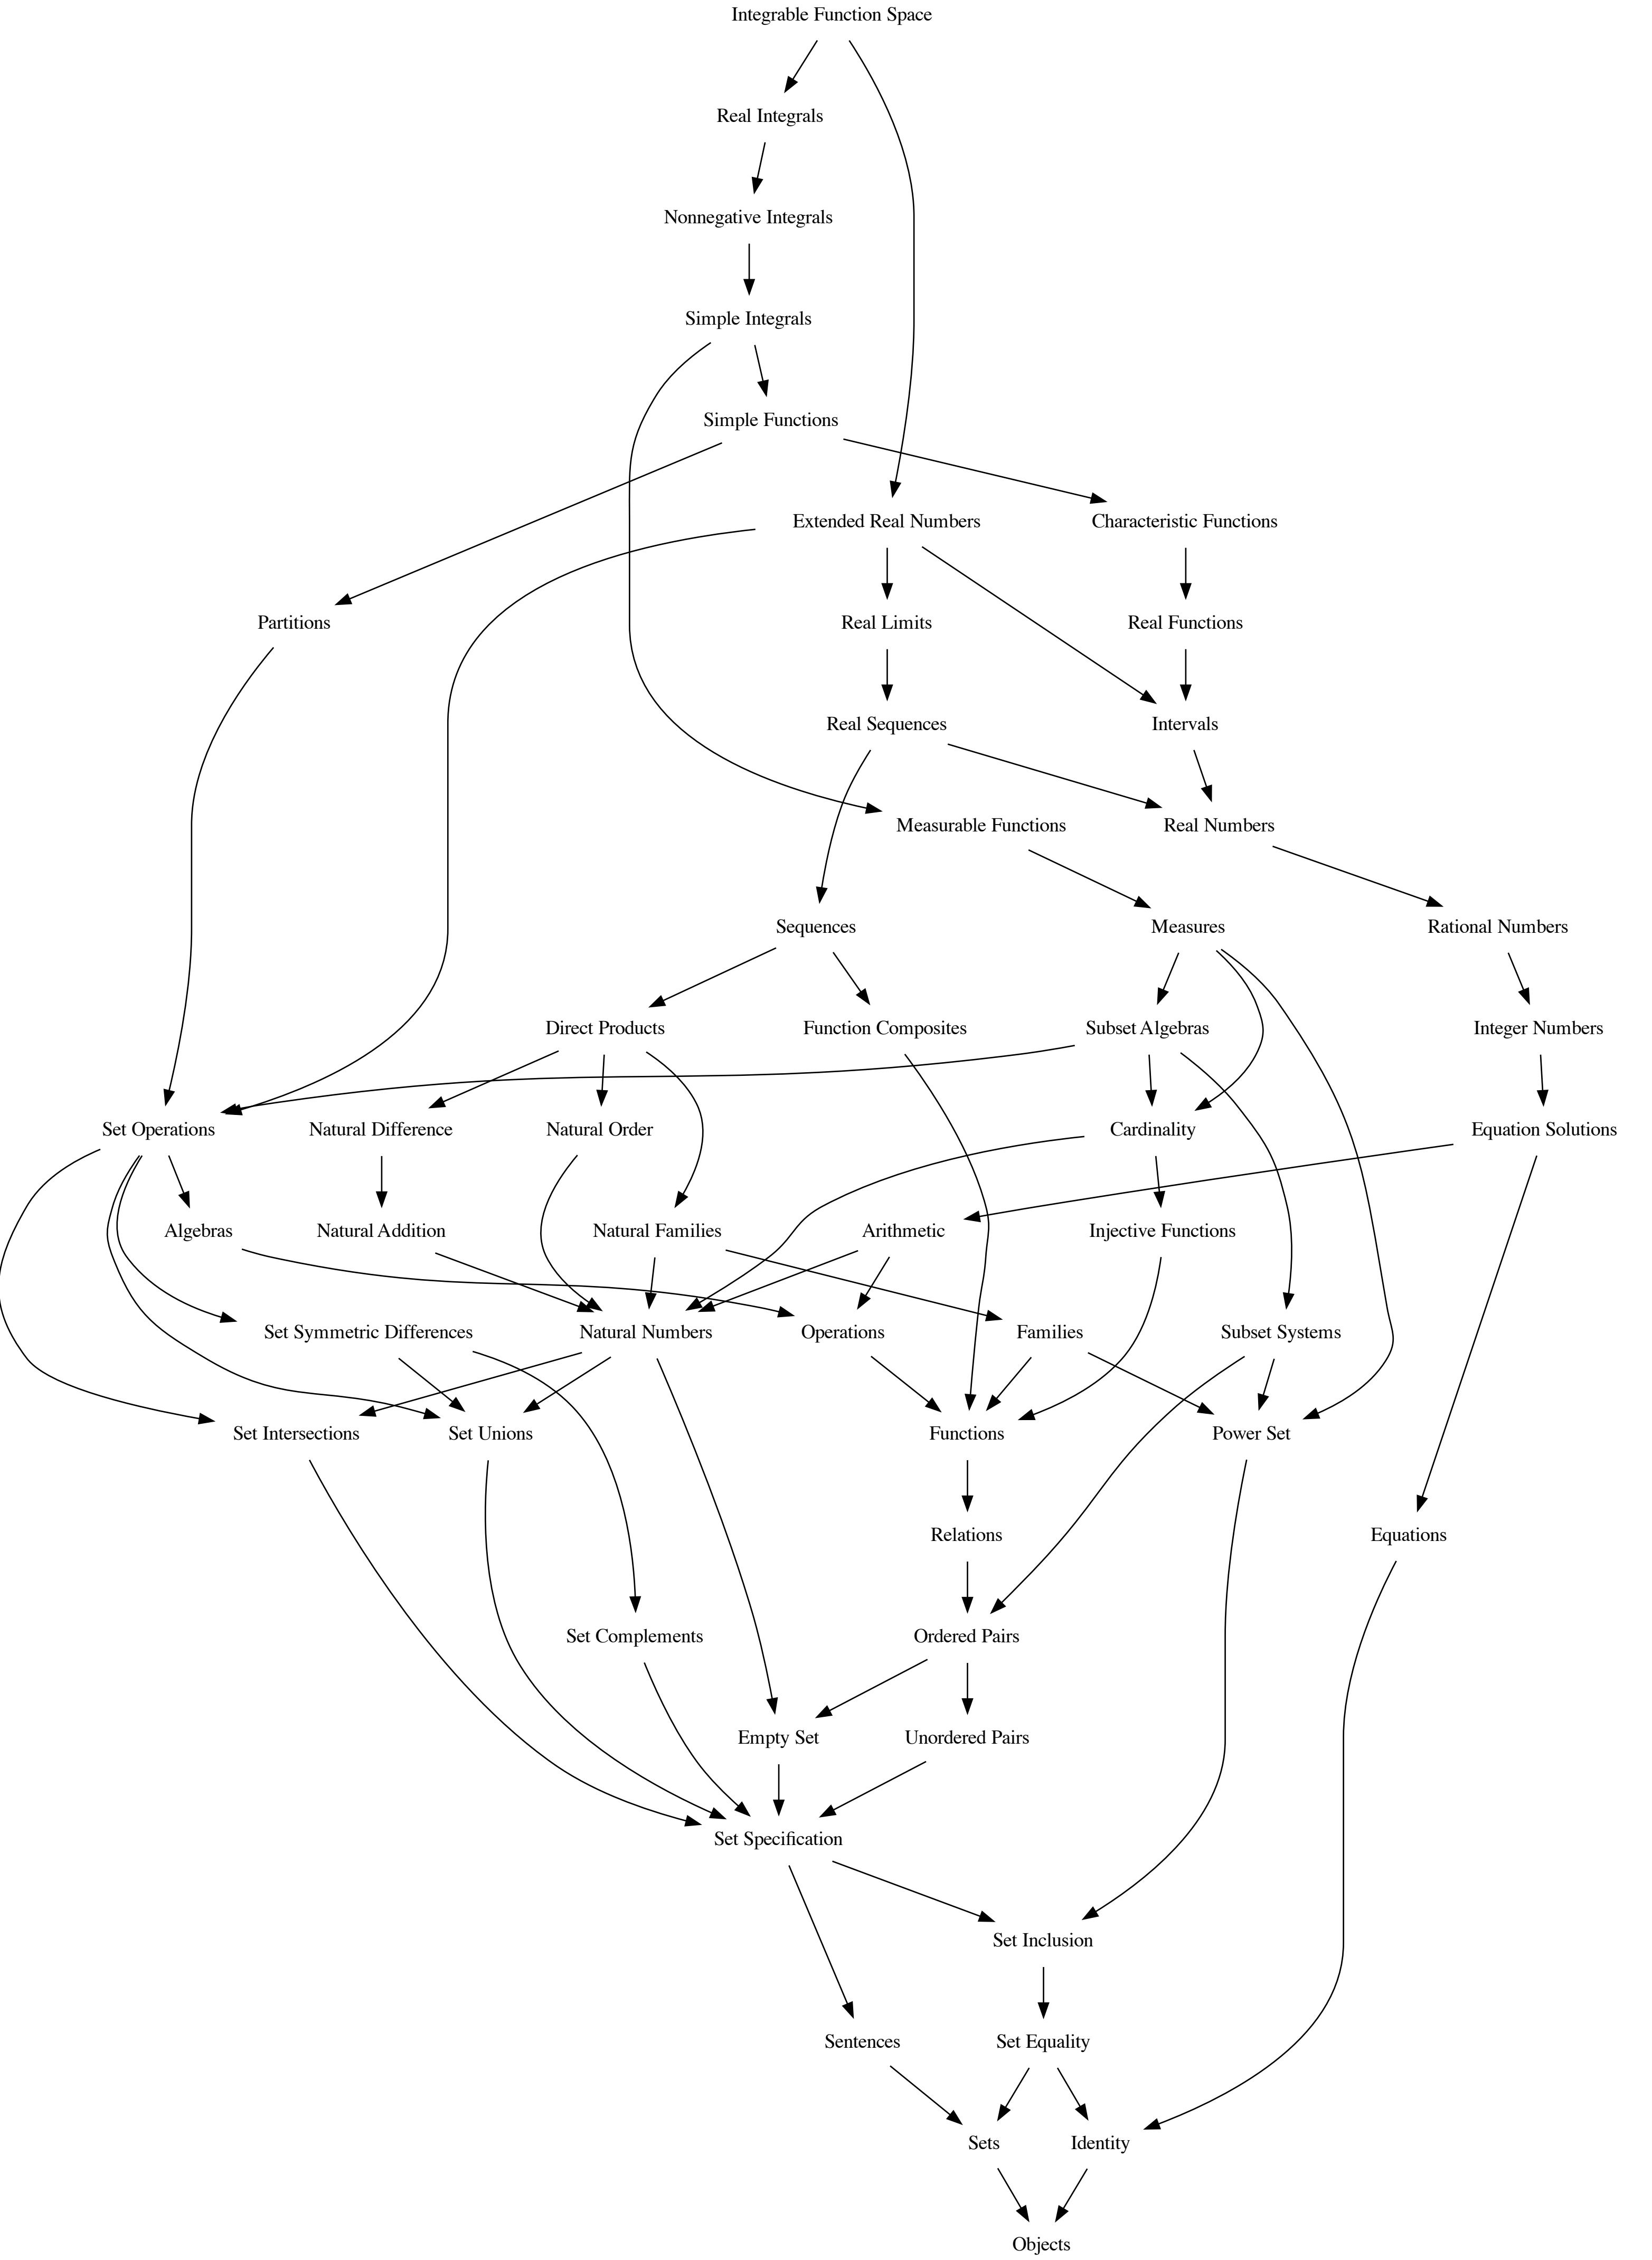 Integrable Function Space
Real Integrals
Nonnegative Integrals
Simple Integrals
Simple Functions
Extended Real Numbers
Characteristic Functions
Partitions
Real Limits
Real Functions
Real Sequences
Intervals
Measurable Functions
Real Numbers
Sequences
Measures
Rational Numbers
Direct Products
Function Composites
Subset Algebras
Integer Numbers
Set Operations
Natural Difference
Natural Order
Cardinality
Equation Solutions
Algebras
Natural Addition
Natural Families
Arithmetic
Injective Functions
Set Symmetric Differences
Natural Numbers
Operations
Families
Subset Systems
Set Intersections
Set Unions
Functions
Power Set
Relations
Equations
Set Complements
Ordered Pairs
Empty Set
Unordered Pairs
Set Specification
Set Inclusion
Sentences
Set Equality
Sets
Identity
Objects